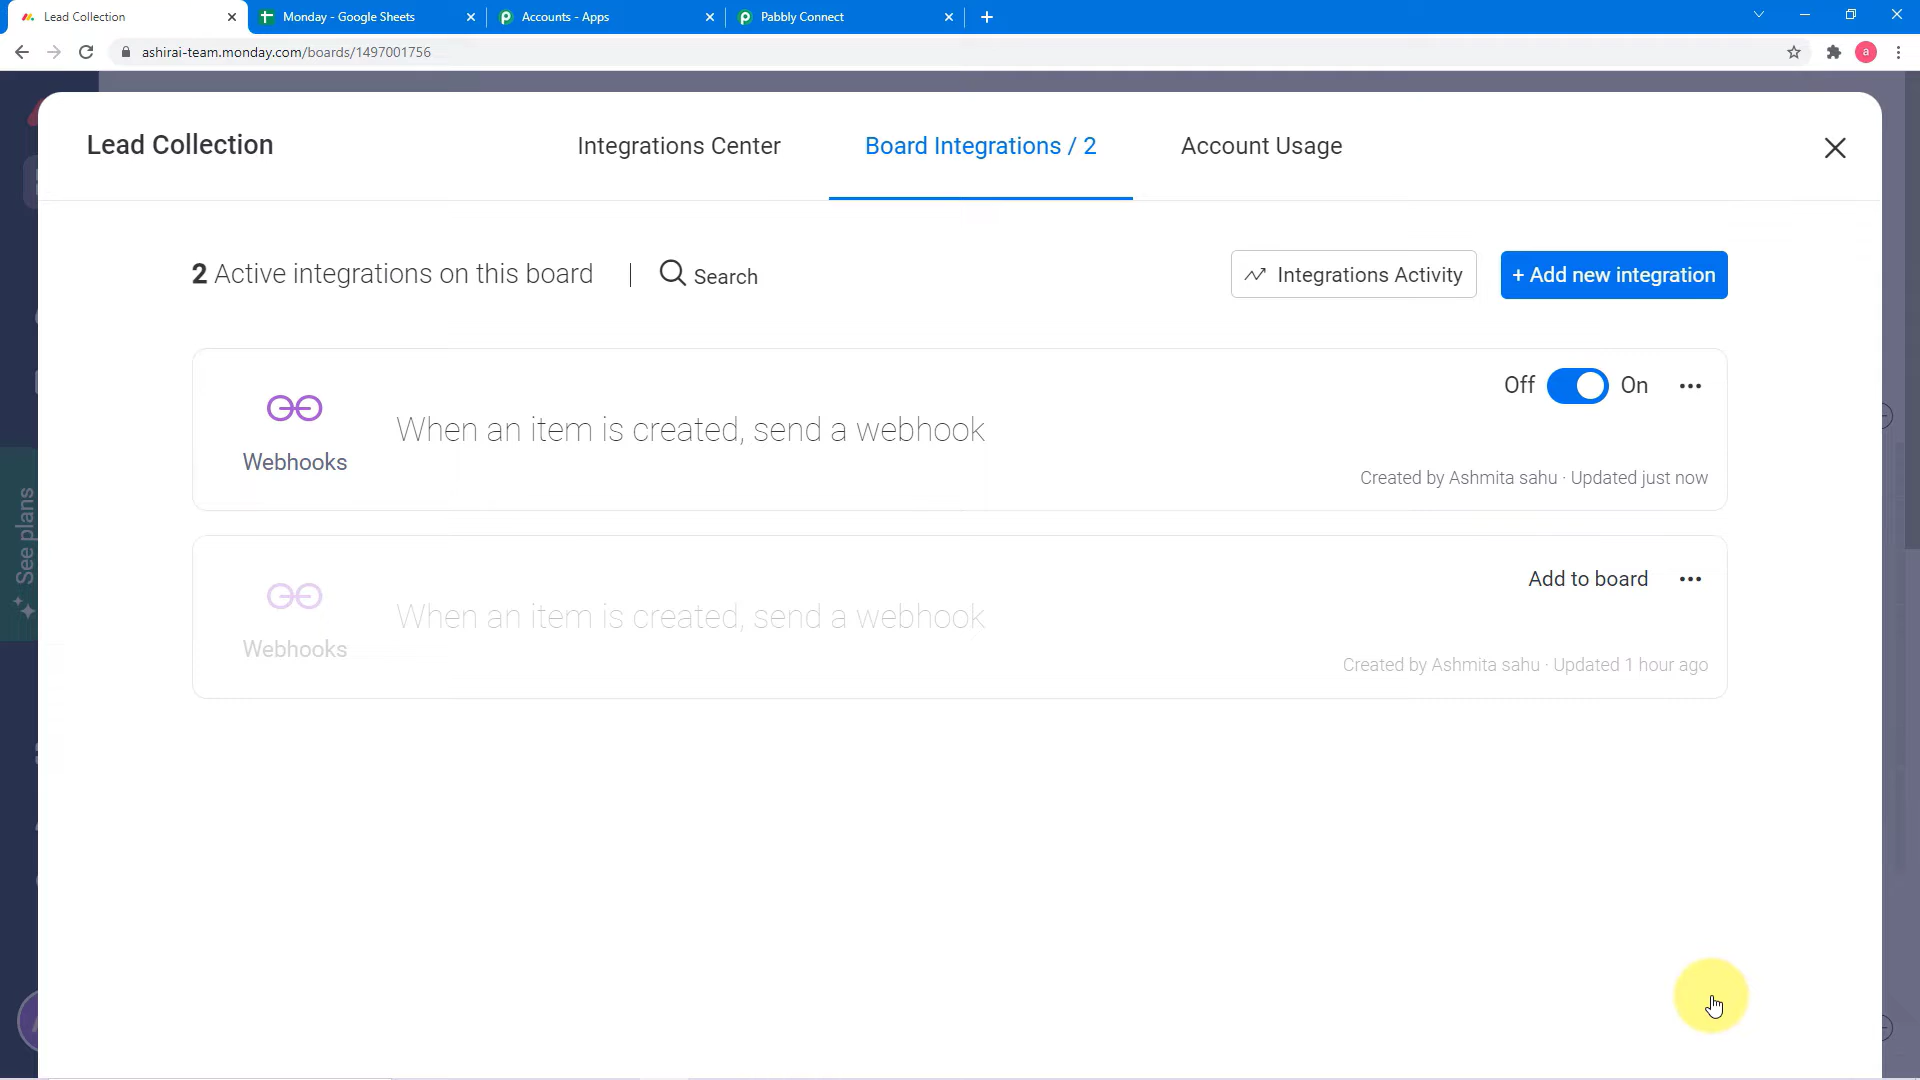 Lead Collection
Monday - Google Sheets
Accounts - Apps
Pabbly Connect
ashirai-team.monday.com/boards/1497001756
a
Lead Collection
Integrations Center
Board Integrations / 2
Account Usage
2 Active integrations on this board
Search
Integrations Activity
+ Add new integration
Webhooks
When an item is created, send a webhook
Off
On
Created by Ashmita sahu · Updated just now
Webhooks
When an item is created, send a webhook
Add to board
Created by Ashmita sahu · Updated 1 hour ago
See plans